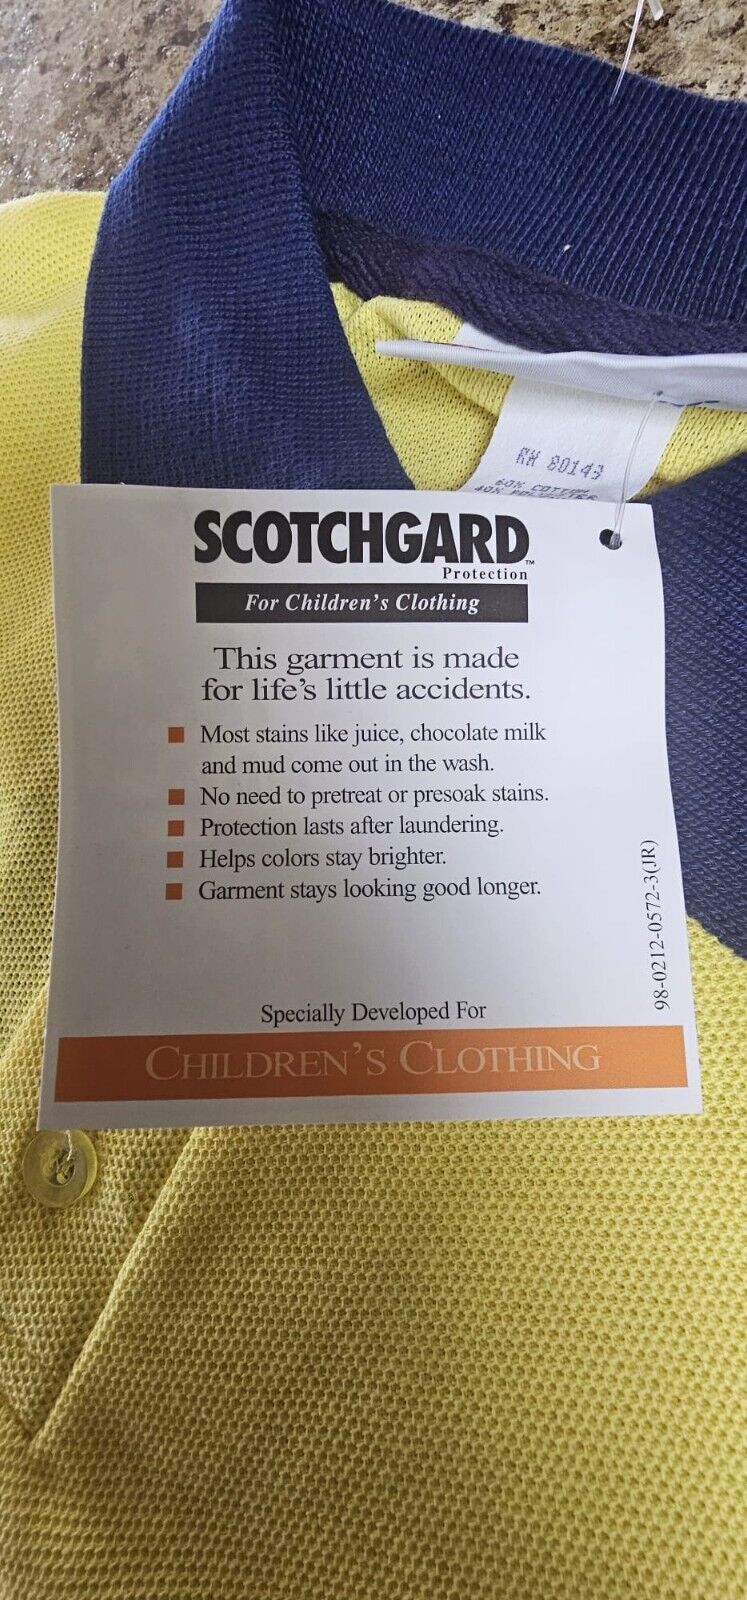 RN 80143
60% COTTON
40% POLYESTER
SCOTCHGARD™
Protection
For Children's Clothing
This garment is made
for life's little accidents.
■ Most stains like juice, chocolate milk
and mud come out in the wash.
■ No need to pretreat or presoak stains.
■ Protection lasts after laundering.
■ Helps colors stay brighter.
■ Garment stays looking good longer.
98-0212-0572-3(JR)
Specially Developed For
CHILDREN'S CLOTHING